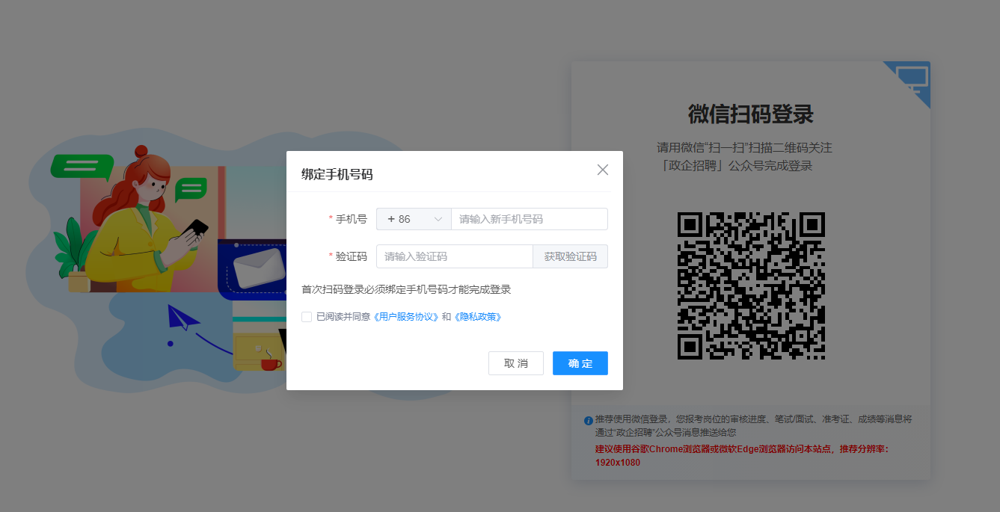 微信扫码登录
请用微信“扫一扫”扫描二维码关注
「政企招聘」公众号完成登录
绑定手机号码
* 手机号 + 86 请输入新手机号码
* 验证码 请输入验证码 获取验证码
首次扫码登录必须绑定手机号码才能完成登录
已阅读并同意《用户服务协议》和《隐私政策》
取 消 确 定
推荐使用微信登录，您报考岗位的审核进度、笔试/面试、准考证、成绩等消息将
通过“政企招聘”公众号消息推送给您
建议使用谷歌Chrome浏览器或微软Edge浏览器访问本站点，推荐分辨率：
1920x1080